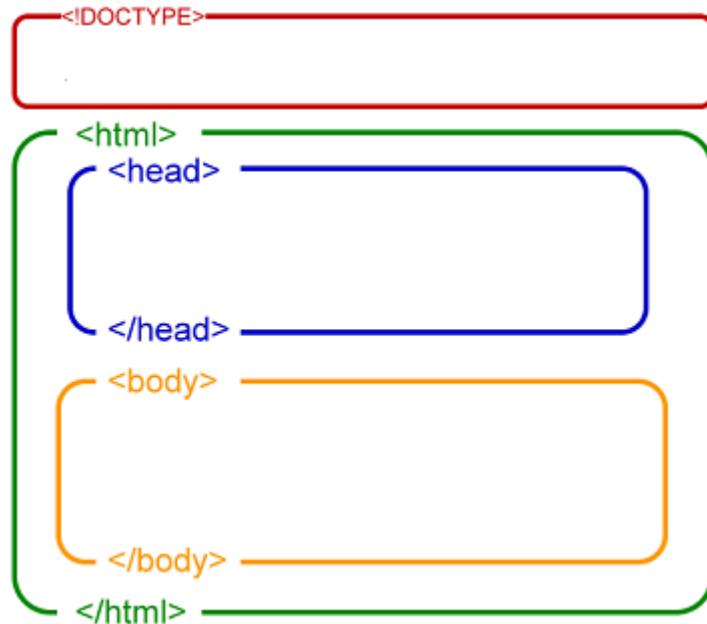 <!DOCTYPE>
<html>
<head>
</head>
<body>
</body>
</html>